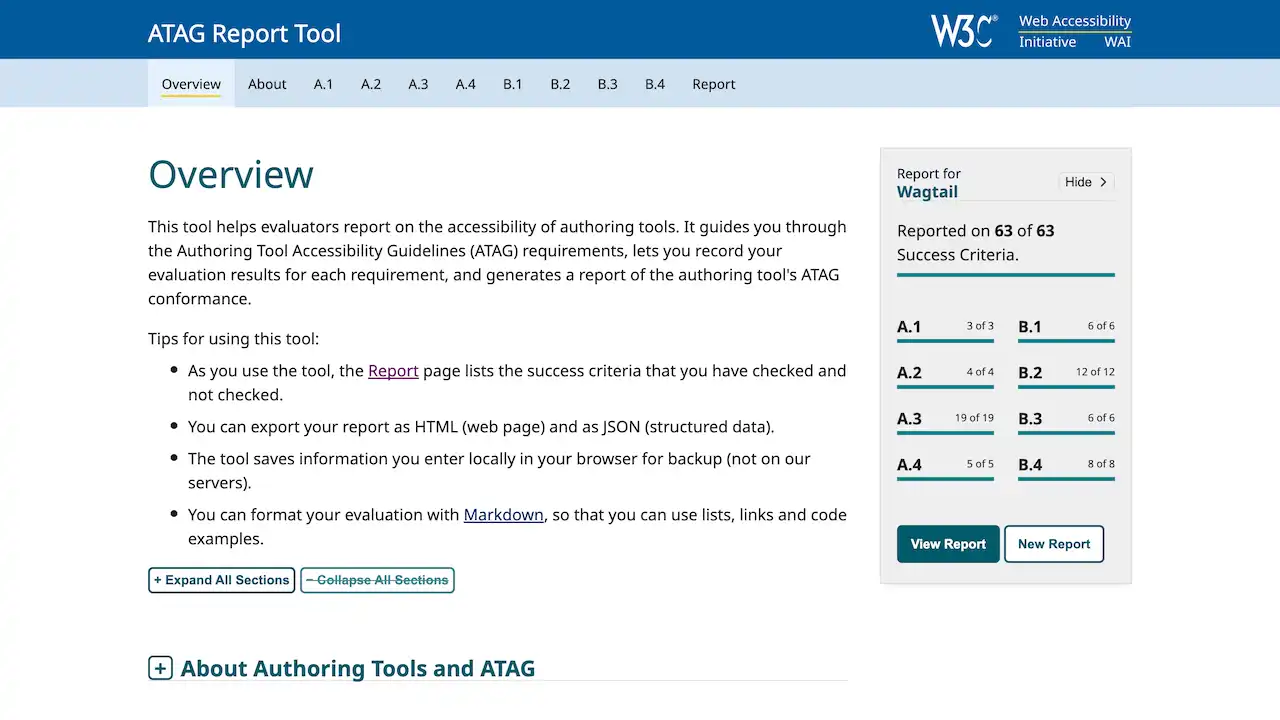 ATAG Report Tool
W3C® Web Accessibility
Initiative WAI
Overview About A.1 A.2 A.3 A.4 B.1 B.2 B.3 B.4 Report
Overview
This tool helps evaluators report on the accessibility of authoring tools. It guides you through
the Authoring Tool Accessibility Guidelines (ATAG) requirements, lets you record your
evaluation results for each requirement, and generates a report of the authoring tool's ATAG
conformance.
Tips for using this tool:
As you use the tool, the Report page lists the success criteria that you have checked and
not checked.
You can export your report as HTML (web page) and as JSON (structured data).
The tool saves information you enter locally in your browser for backup (not on our
servers).
You can format your evaluation with Markdown, so that you can use lists, links and code
examples.
+ Expand All Sections − Collapse All Sections
+ About Authoring Tools and ATAG
Report for
Wagtail
Hide >
Reported on 63 of 63
Success Criteria.
A.1 3 of 3 B.1 6 of 6
A.2 4 of 4 B.2 12 of 12
A.3 19 of 19 B.3 6 of 6
A.4 5 of 5 B.4 8 of 8
View Report New Report